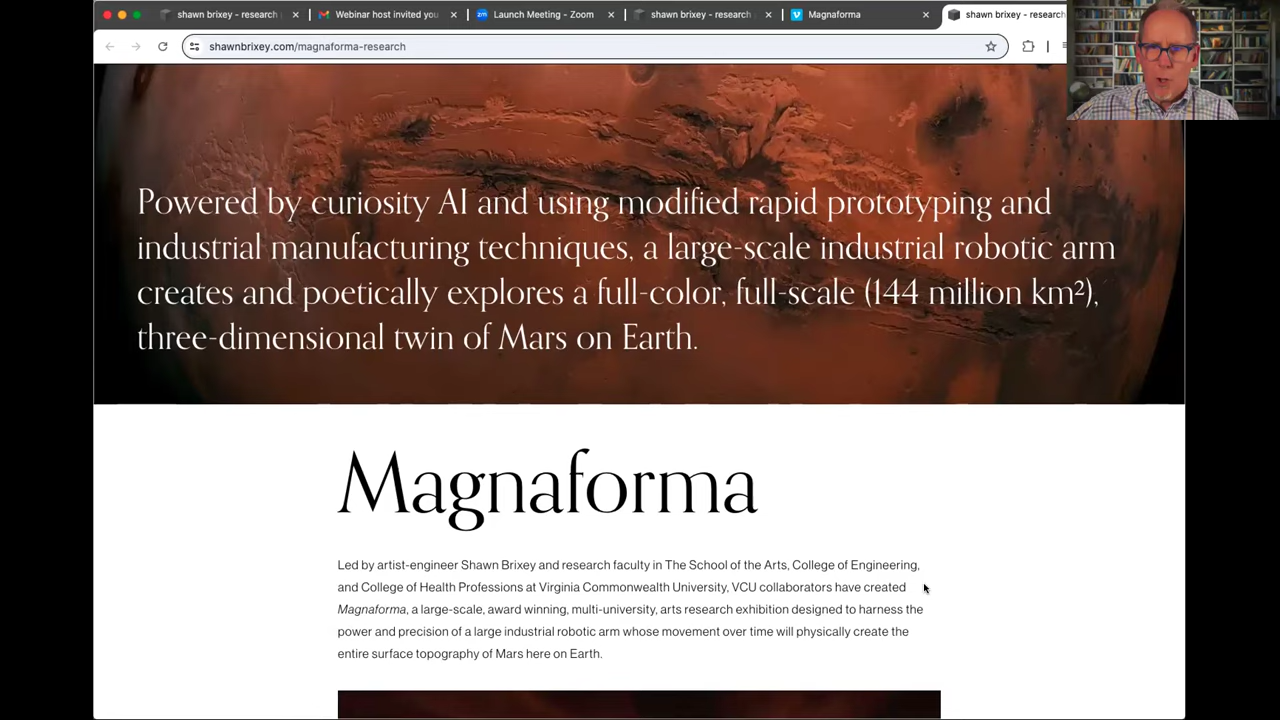 shawn brixey - research
Webinar host invited you
Launch Meeting - Zoom
shawn brixey - research
Magnaforma
shawn brixey - research
shawnbrixey.com/magnaforma-research
Powered by curiosity AI and using modified rapid prototyping and
industrial manufacturing techniques, a large-scale industrial robotic arm
creates and poetically explores a full-color, full-scale (144 million km²),
three-dimensional twin of Mars on Earth.
Magnaforma
Led by artist-engineer Shawn Brixey and research faculty in The School of the Arts, College of Engineering,
and College of Health Professions at Virginia Commonwealth University, VCU collaborators have created
Magnaforma, a large-scale, award winning, multi-university, arts research exhibition designed to harness the
power and precision of a large industrial robotic arm whose movement over time will physically create the
entire surface topography of Mars here on Earth.